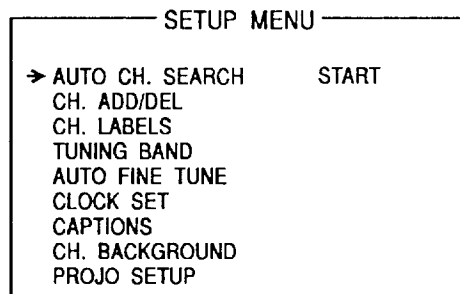 SETUP MENU
→ AUTO CH. SEARCH START
CH. ADD/DEL
CH. LABELS
TUNING BAND
AUTO FINE TUNE
CLOCK SET
CAPTIONS
CH. BACKGROUND
PROJO SETUP